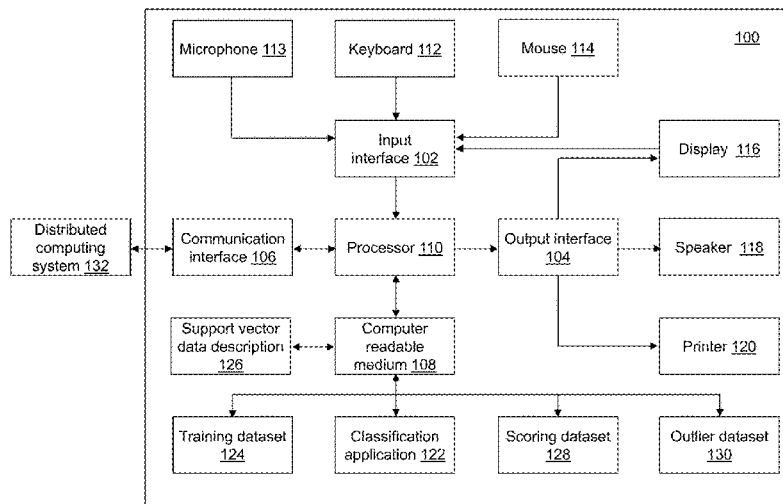 Microphone 113
Keyboard 112
Mouse 114
100
Input
interface 102
Display 116
Distributed
computing
system 132
Communication
interface 106
Processor 110
Output interface
104
Speaker 118
Support vector
data description
126
Computer
readable
medium 108
Printer 120
Training dataset
124
Classification
application 122
Scoring dataset
128
Outlier dataset
130